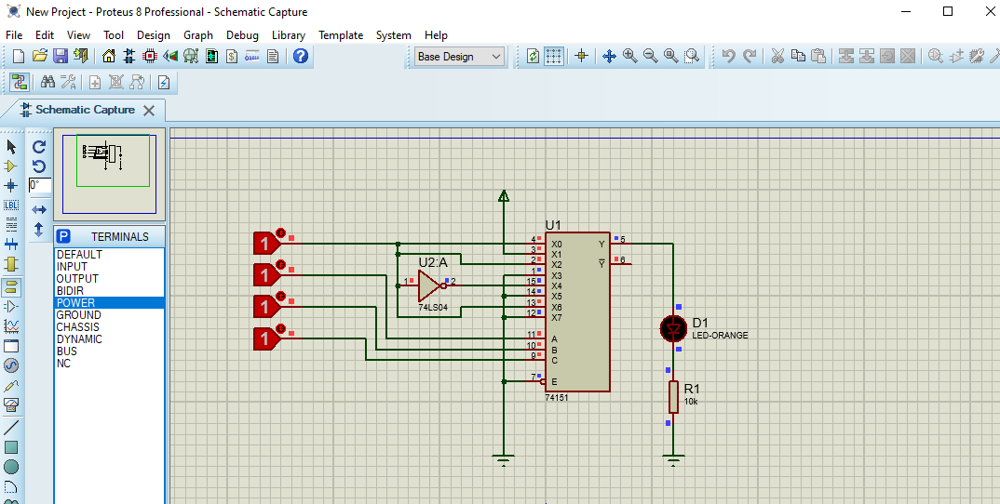 New Project - Proteus 8 Professional - Schematic Capture
File Edit View Tool Design Graph Debug Library Template System Help
Base Design
Schematic Capture
0°
LBL
P TERMINALS
DEFAULT
INPUT
OUTPUT
BIDIR
POWER
GROUND
CHASSIS
DYNAMIC
BUS
NC
1
1
1
1
U2:A
1 2
74LS04
U1
4 X0 Y 5
3 X1
2 X2 Y 6
1 X3
15 X4
14 X5
13 X6
12 X7
11 A
10 B
9 C
7 E
74151
D1
LED-ORANGE
R1
10k